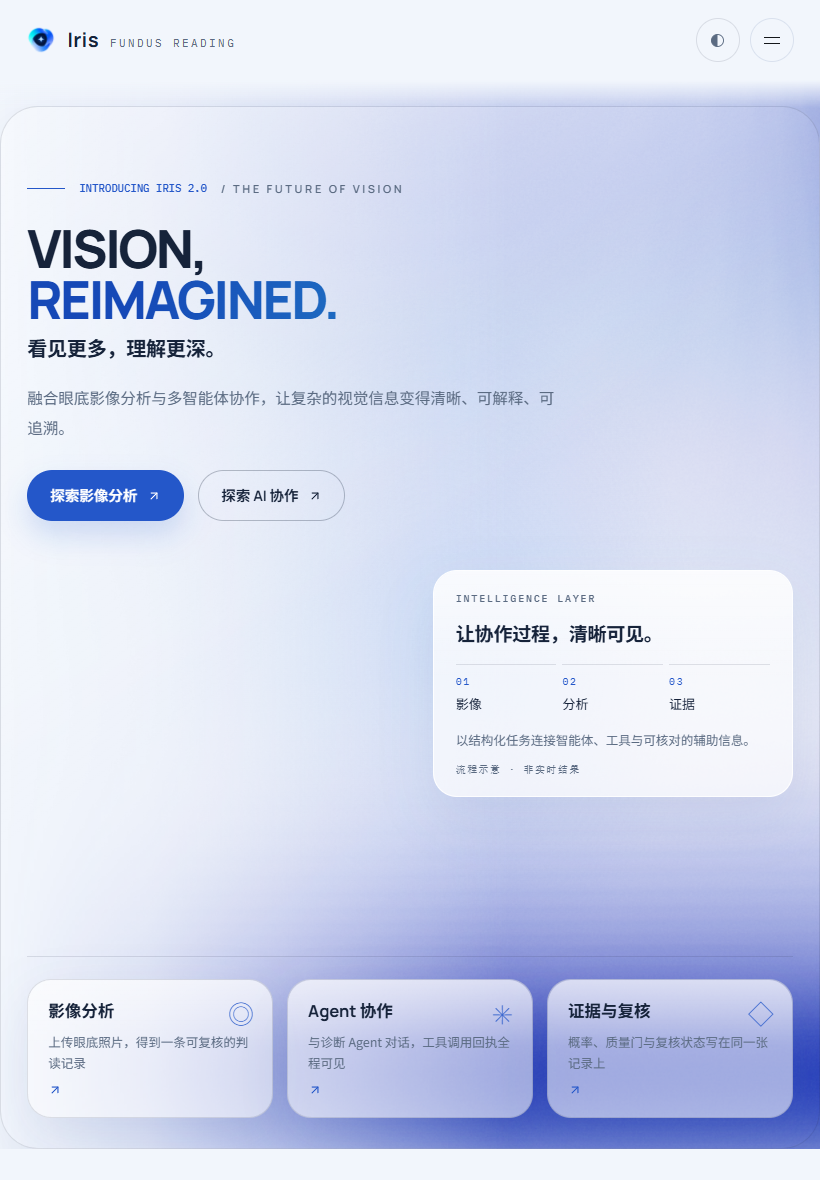 Iris FUNDUS READING
INTRODUCING IRIS 2.0 / THE FUTURE OF VISION
VISION,
REIMAGINED.
看见更多，理解更深。
融合眼底影像分析与多智能体协作，让复杂的视觉信息变得清晰、可解释、可
追溯。
探索影像分析
探索 AI 协作
INTELLIGENCE LAYER
让协作过程，清晰可见。
01 02 03
影像 分析 证据
以结构化任务连接智能体、工具与可核对的辅助信息。
流程示意 · 非实时结果
影像分析
上传眼底照片，得到一条可复核的判
读记录
Agent 协作
与诊断 Agent 对话，工具调用回执全
程可见
证据与复核
概率、质量门与复核状态写在同一张
记录上